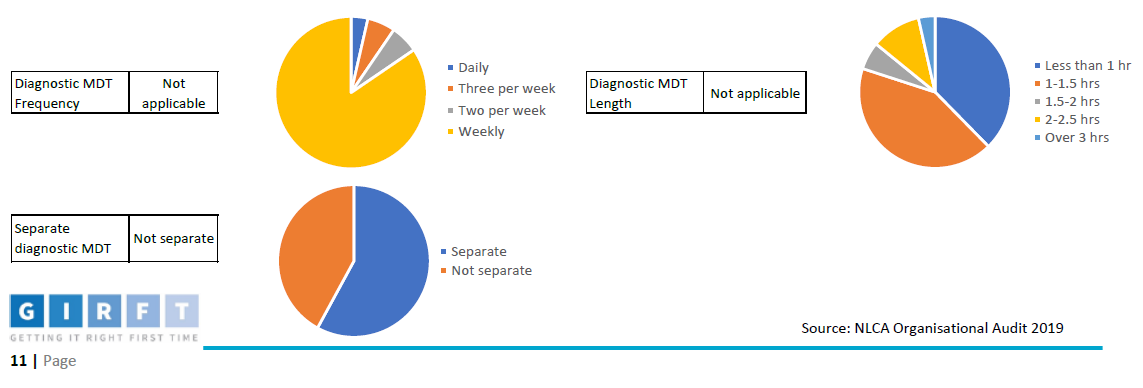 Diagnostic MDT
Frequency
Not
applicable
Daily
Three per week
Two per week
Weekly
Diagnostic MDT
Length
Not applicable
Less than 1 hr
1-1.5 hrs
1.5-2 hrs
2-2.5 hrs
Over 3 hrs
Separate
diagnostic MDT
Not separate
Separate
Not separate
GIRFT
GETTING IT RIGHT FIRST TIME
Source: NLCA Organisational Audit 2019
11 | Page